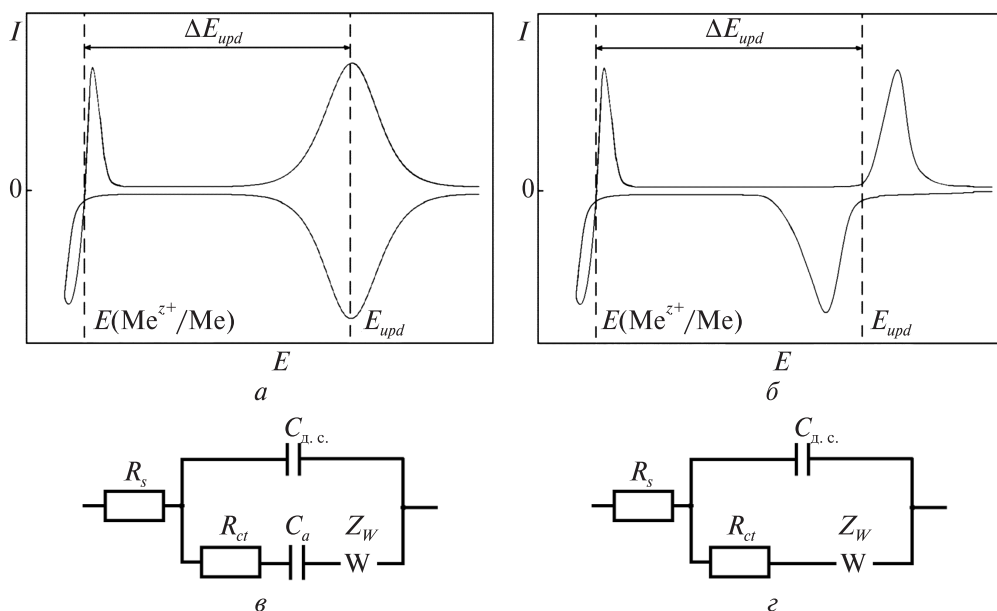 I
ΔE_upd
0
E(Me^z+/Me)
E_upd
E
а
I
ΔE_upd
0
E(Me^z+/Me)
E_upd
E
б
C_д. с.
R_s
R_ct C_a Z_W
W
в
C_д. с.
R_s
R_ct Z_W
W
г